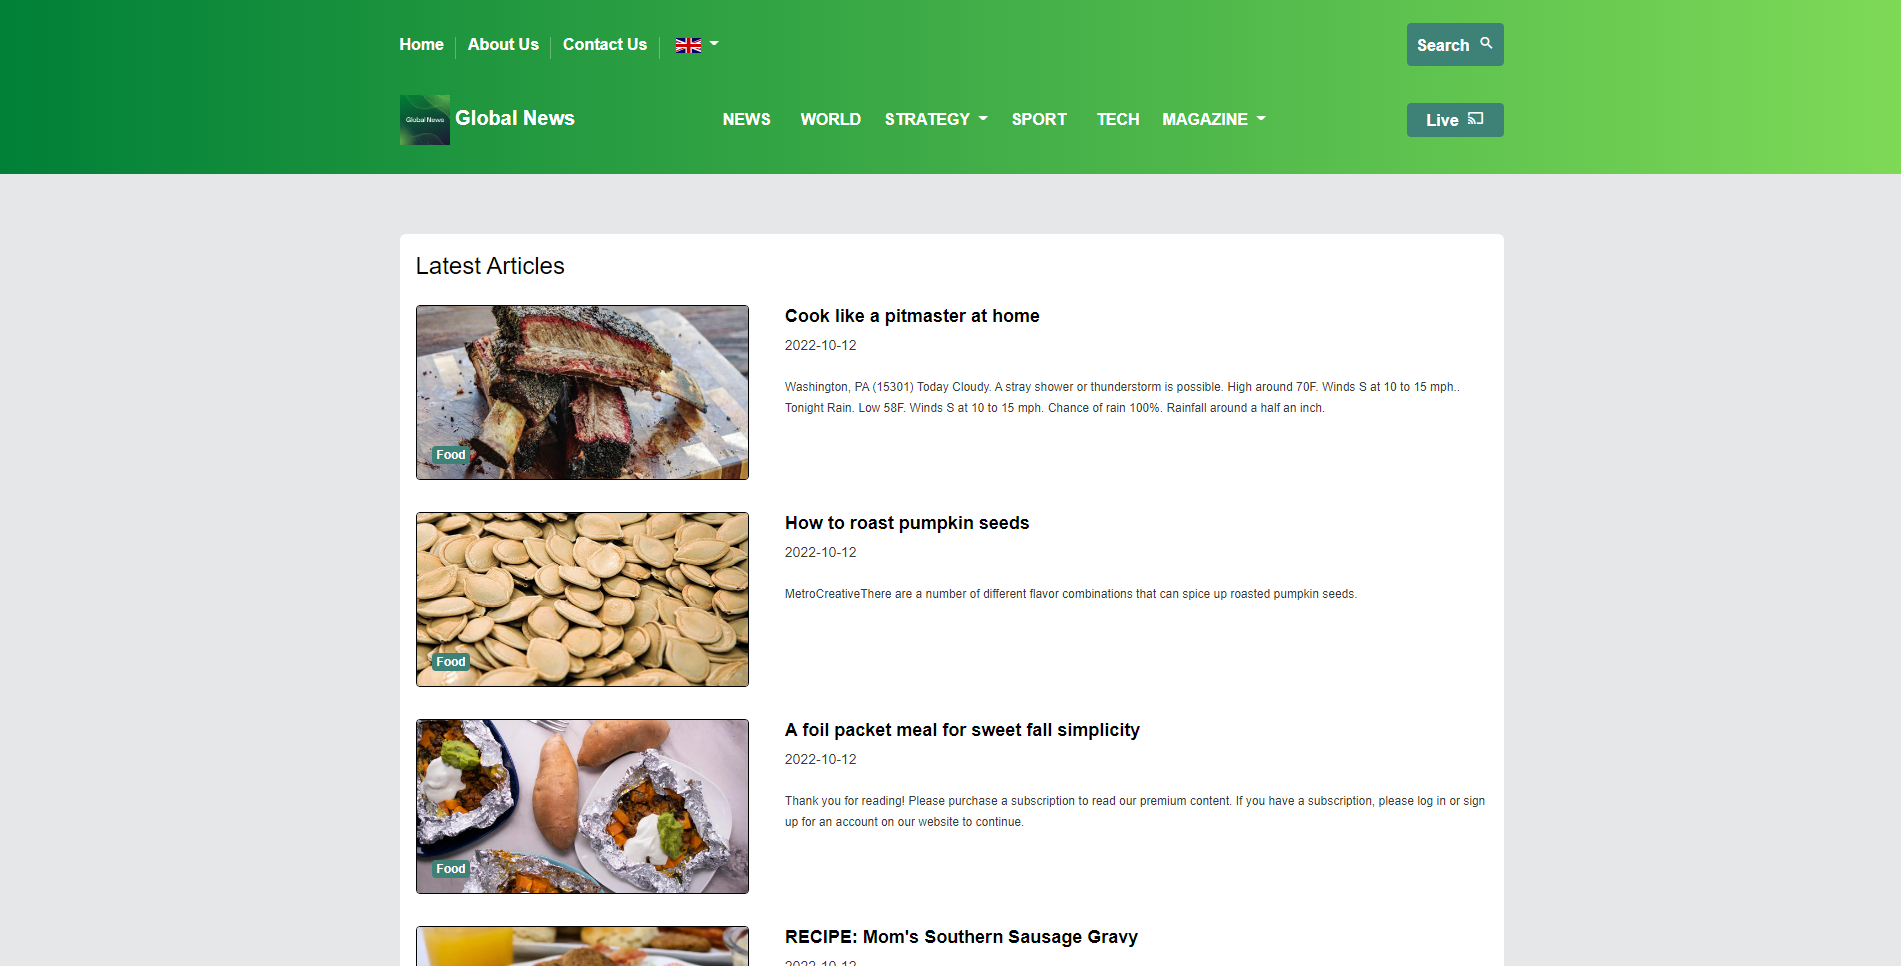 Home
About Us
Contact Us
Search
Global News
Global News
NEWS
WORLD
STRATEGY
SPORT
TECH
MAGAZINE
Live
Latest Articles
Food
Cook like a pitmaster at home
2022-10-12
Washington, PA (15301) Today Cloudy. A stray shower or thunderstorm is possible. High around 70F. Winds S at 10 to 15 mph..
Tonight Rain. Low 58F. Winds S at 10 to 15 mph. Chance of rain 100%. Rainfall around a half an inch.
Food
How to roast pumpkin seeds
2022-10-12
MetroCreativeThere are a number of different flavor combinations that can spice up roasted pumpkin seeds.
Food
A foil packet meal for sweet fall simplicity
2022-10-12
Thank you for reading! Please purchase a subscription to read our premium content. If you have a subscription, please log in or sign
up for an account on our website to continue.
RECIPE: Mom's Southern Sausage Gravy
2022-10-12